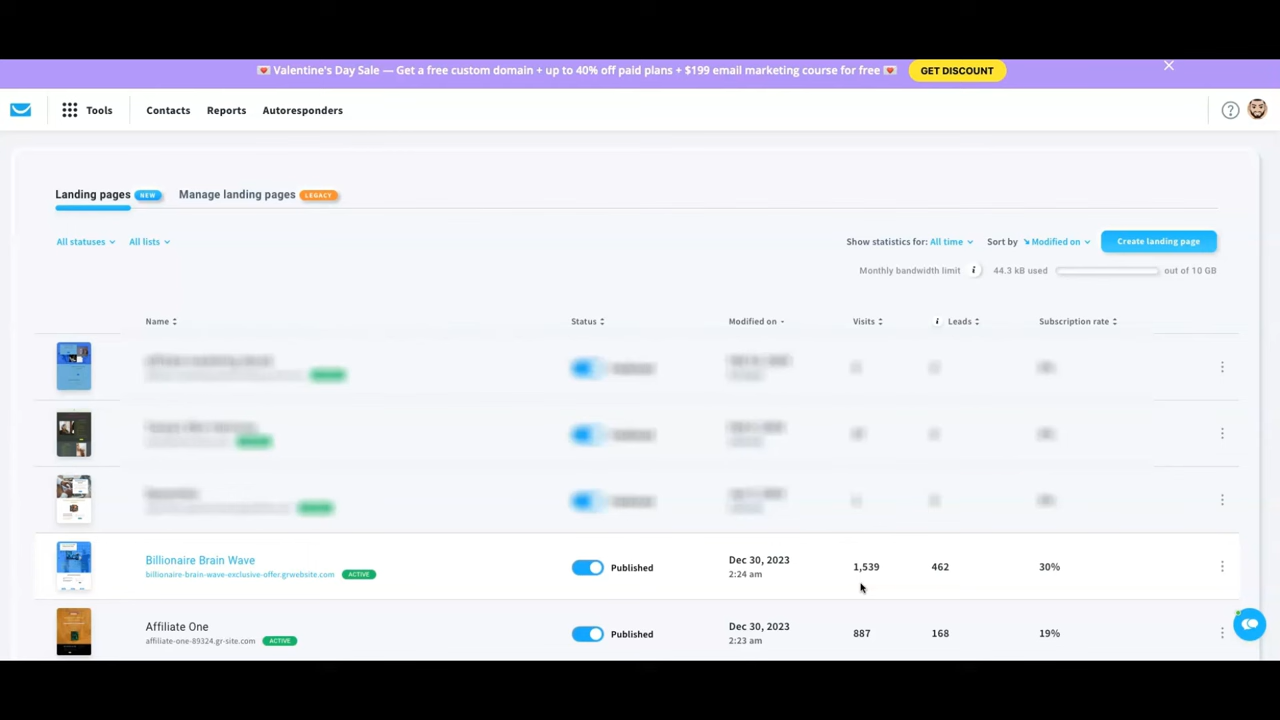 Valentine's Day Sale — Get a free custom domain + up to 40% off paid plans + $199 email marketing course for free GET DISCOUNT
Tools Contacts Reports Autoresponders
Landing pages NEW Manage landing pages LEGACY
All statuses All lists Show statistics for: All time Sort by Modified on Create landing page
Monthly bandwidth limit i 44.3 kB used out of 10 GB
Name Status Modified on Visits i Leads Subscription rate
Billionaire Brain Wave Published Dec 30, 2023 1,539 462 30%
billionaire-brain-wave-exclusive-offer.grwebsite.com ACTIVE 2:24 am
Affiliate One Published Dec 30, 2023 887 168 19%
affiliate-one-89324.gr-site.com ACTIVE 2:23 am